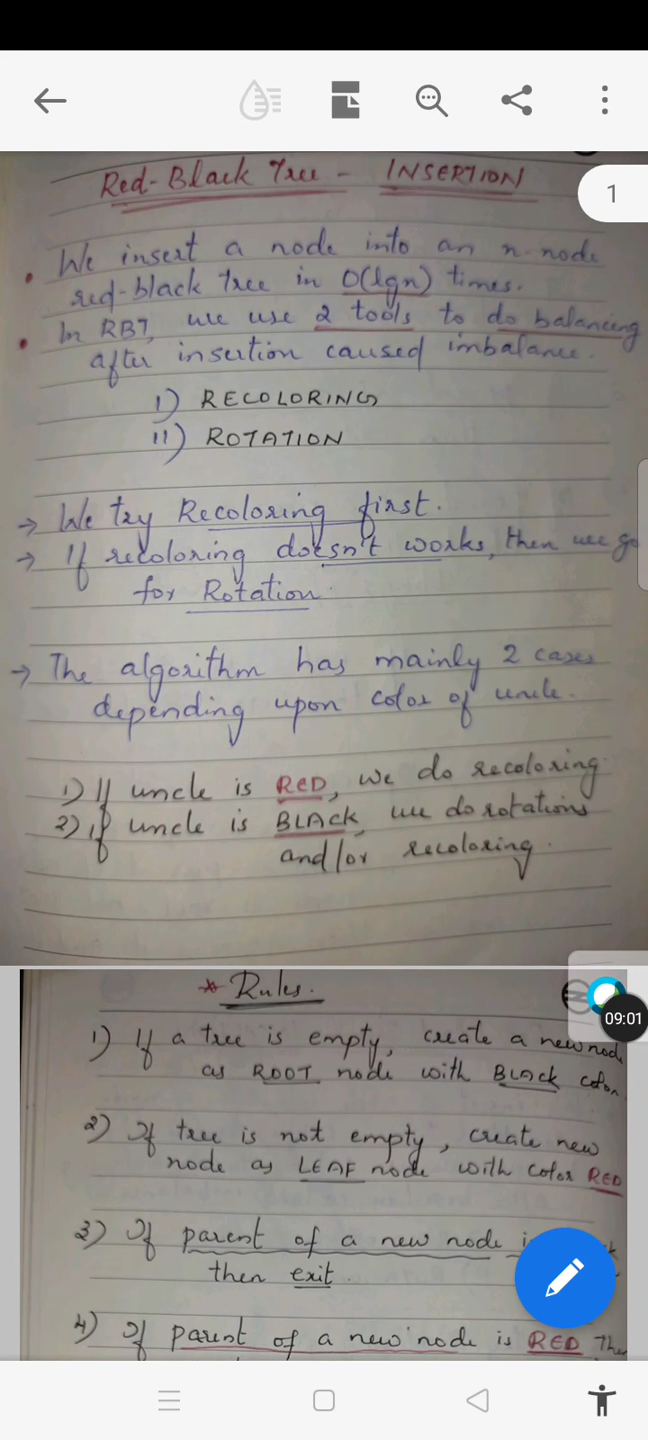 1
Red-Black Tree - INSERTION
• We insert a node into an n-node
red-black tree in O(lgn) times.
• In RBT, we use 2 tools to do balancing
after insertion caused imbalance.
I) RECOLORING
II) ROTATION
→ We try Recoloring first.
→ If recoloring doesn't works, then we go
for Rotation.
→ The algorithm has mainly 2 cases
depending upon color of uncle.
1) If uncle is RED, we do recoloring
2) if uncle is BLACK, we do rotations
and/or recoloring.
* Rules.
09:01
1) If a tree is empty, create a new node
as ROOT node with BLACK color.
2) If tree is not empty, create new
node as LEAF node with color RED
3) If parent of a new node
then exit.
4) If parent of a new node is RED then